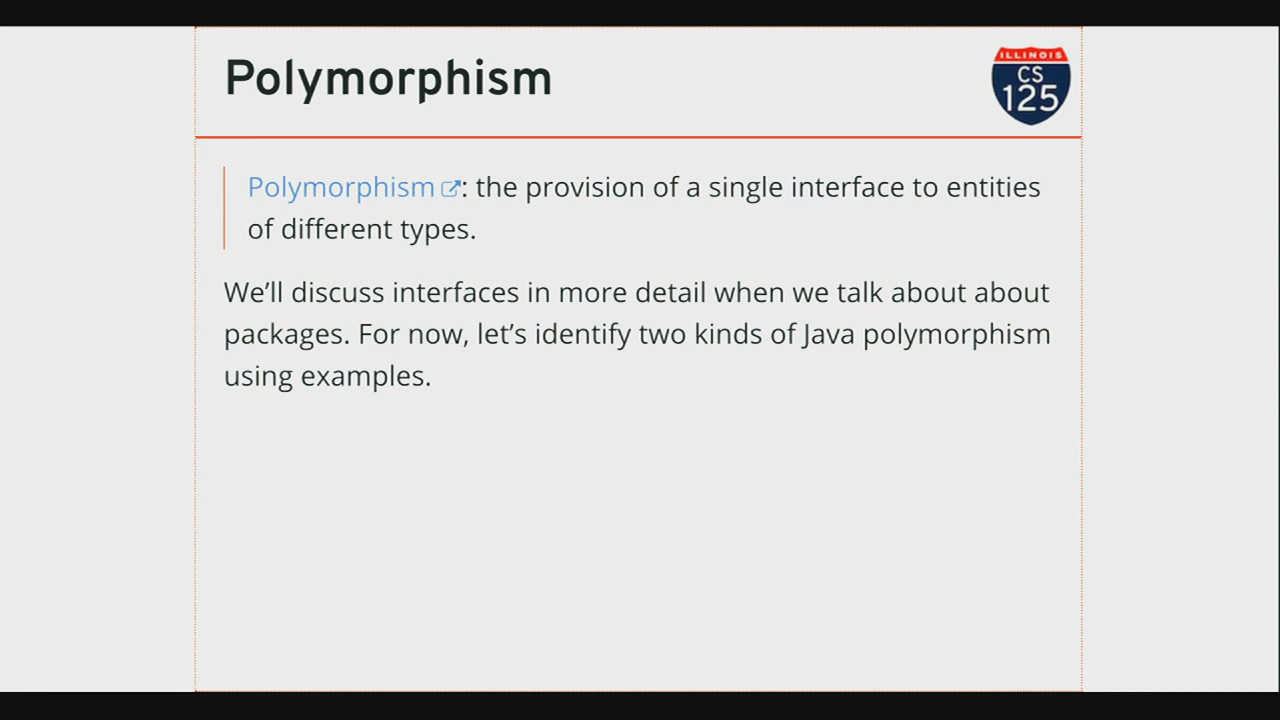 Polymorphism
ILLINOIS
CS
125
Polymorphism: the provision of a single interface to entities
of different types.
We'll discuss interfaces in more detail when we talk about about
packages. For now, let's identify two kinds of Java polymorphism
using examples.